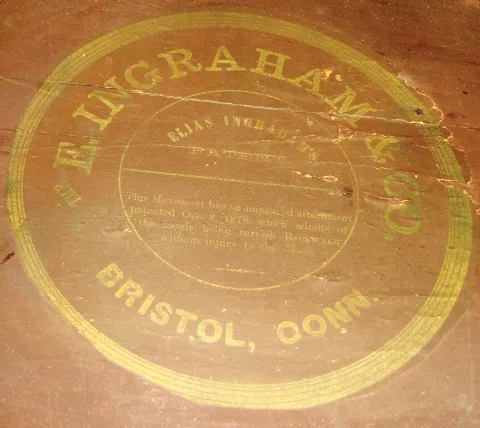 THE E. INGRAHAM & CO.
ELIAS INGRAHAM'S
PATENT.
This Movement has an improved attachment
patented Oct. 8, 1878, which admits of
the hands being turned BACKWARD
without injury to the Clock.
BRISTOL, CONN.